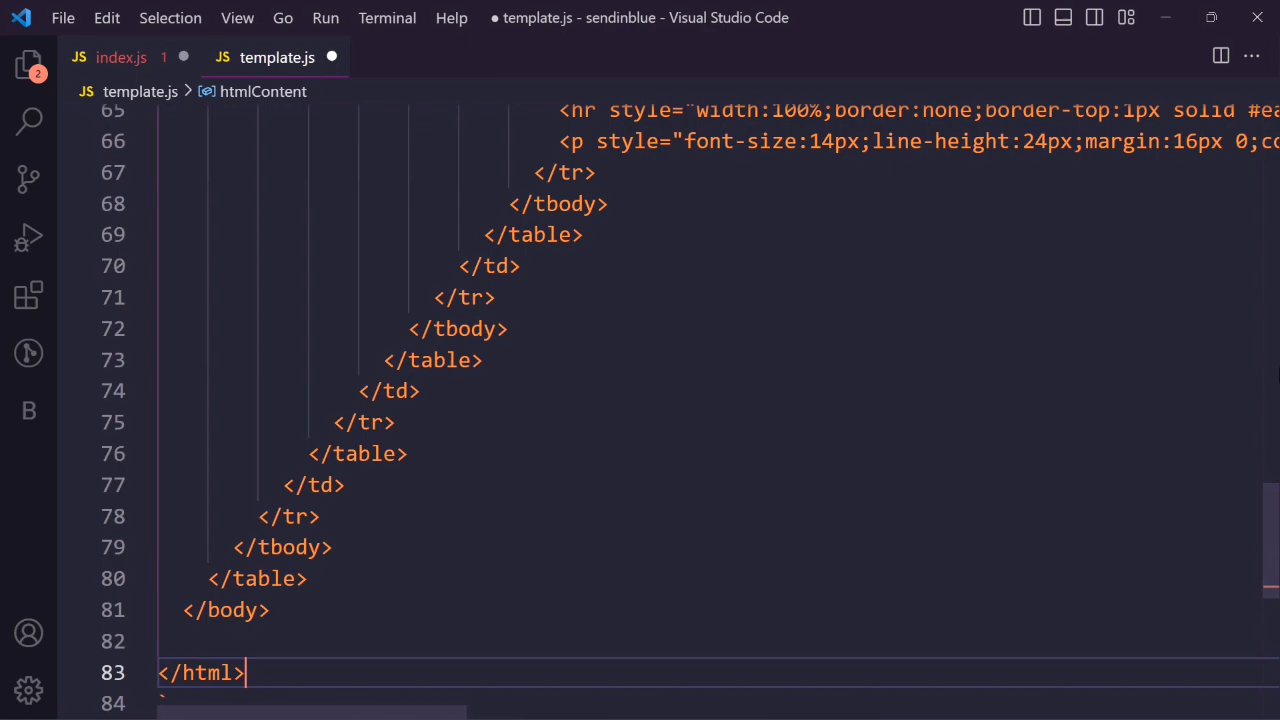 File Edit Selection View Go Run Terminal Help ● template.js - sendinblue - Visual Studio Code
JS index.js 1 ● JS template.js ●
JS template.js > htmlContent
2
B
65 <hr style="width:100%;border:none;border-top:1px solid #ea
66 <p style="font-size:14px;line-height:24px;margin:16px 0;co
67 </tr>
68 </tbody>
69 </table>
70 </td>
71 </tr>
72 </tbody>
73 </table>
74 </td>
75 </tr>
76 </table>
77 </td>
78 </tr>
79 </tbody>
80 </table>
81 </body>
82
83 </html>
84 `